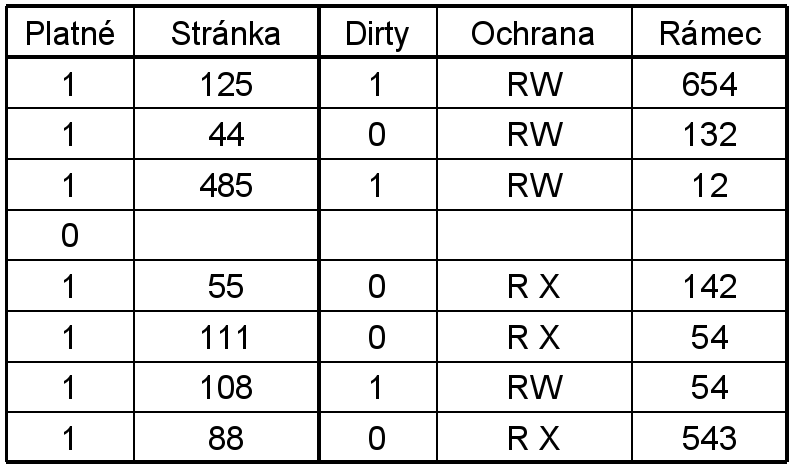 Platné Stránka Dirty Ochrana Rámec
1 125 1 RW 654
1 44 0 RW 132
1 485 1 RW 12
0
1 55 0 R X 142
1 111 0 R X 54
1 108 1 RW 54
1 88 0 R X 543